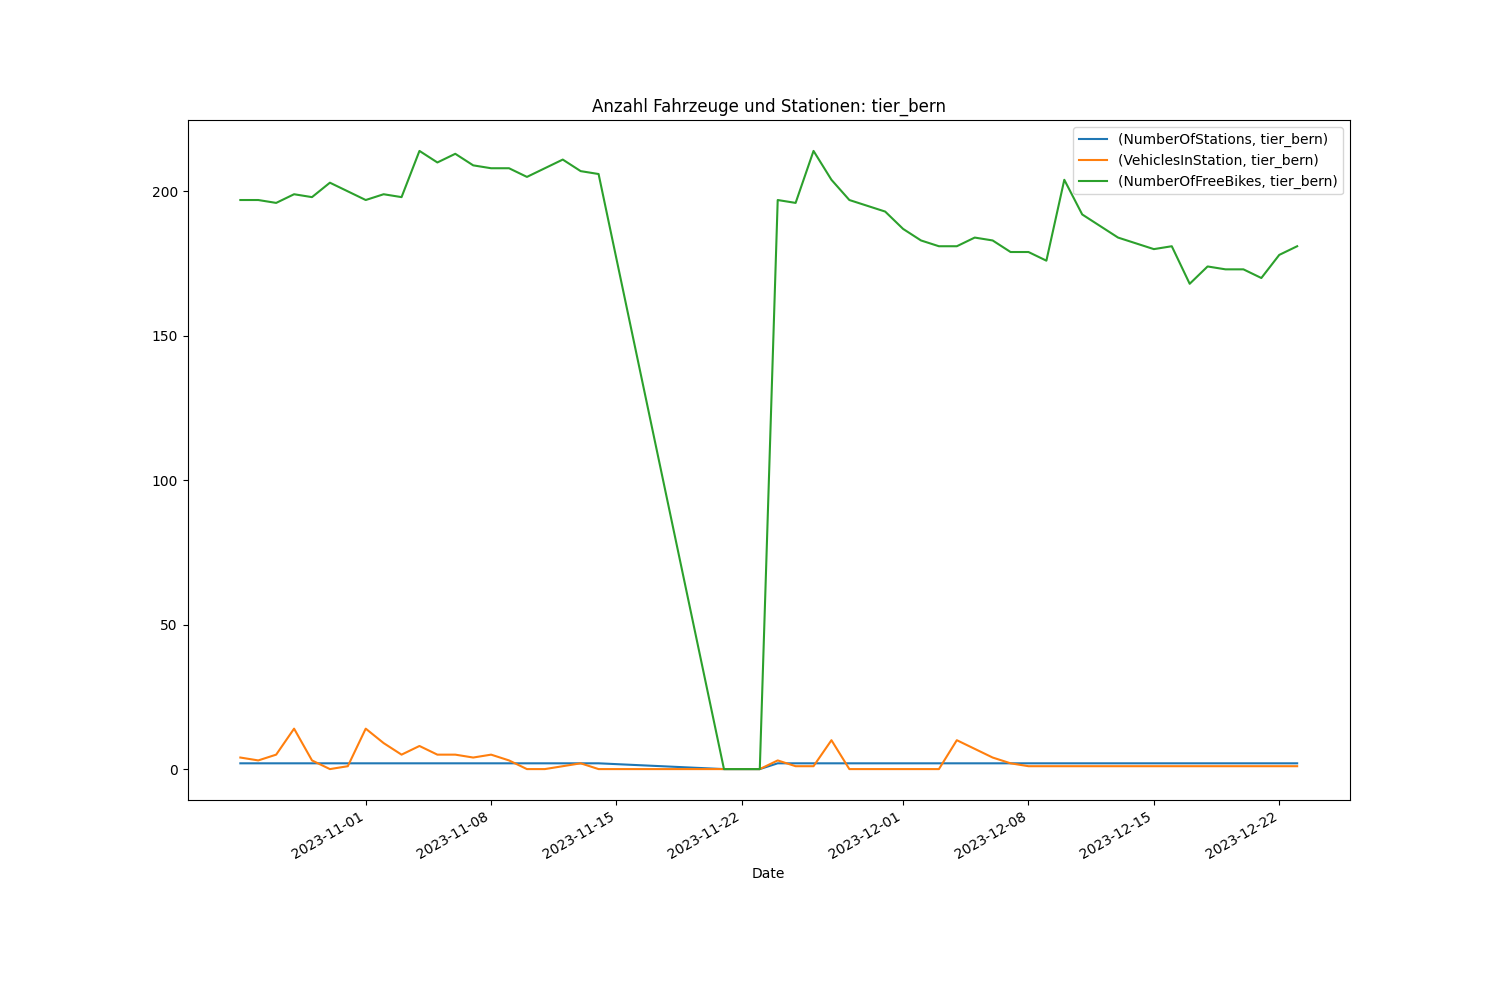 Anzahl Fahrzeuge und Stationen: tier_bern
(NumberOfStations, tier_bern)
(VehiclesInStation, tier_bern)
(NumberOfFreeBikes, tier_bern)
200
150
100
50
0
2023-11-01
2023-11-08
2023-11-15
2023-11-22
2023-12-01
2023-12-08
2023-12-15
2023-12-22
Date